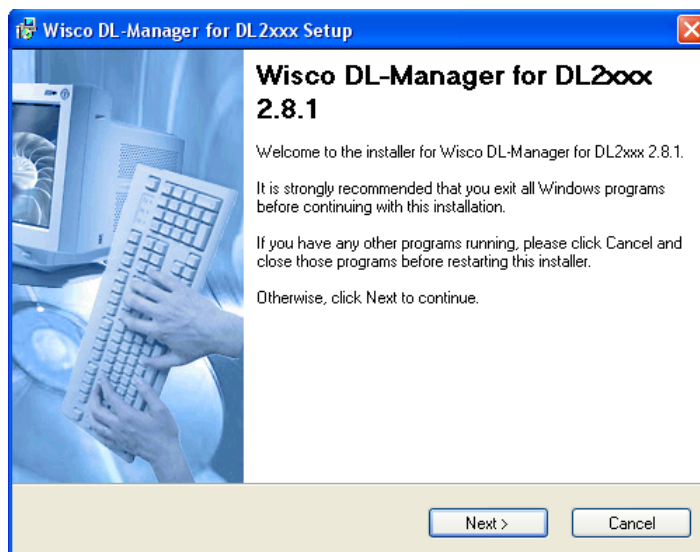 Wisco DL-Manager for DL2xxx Setup
Wisco DL-Manager for DL2xxx
2.8.1
Welcome to the installer for Wisco DL-Manager for DL2xxx 2.8.1.
It is strongly recommended that you exit all Windows programs
before continuing with this installation.
If you have any other programs running, please click Cancel and
close those programs before restarting this installer.
Otherwise, click Next to continue.
Next >
Cancel